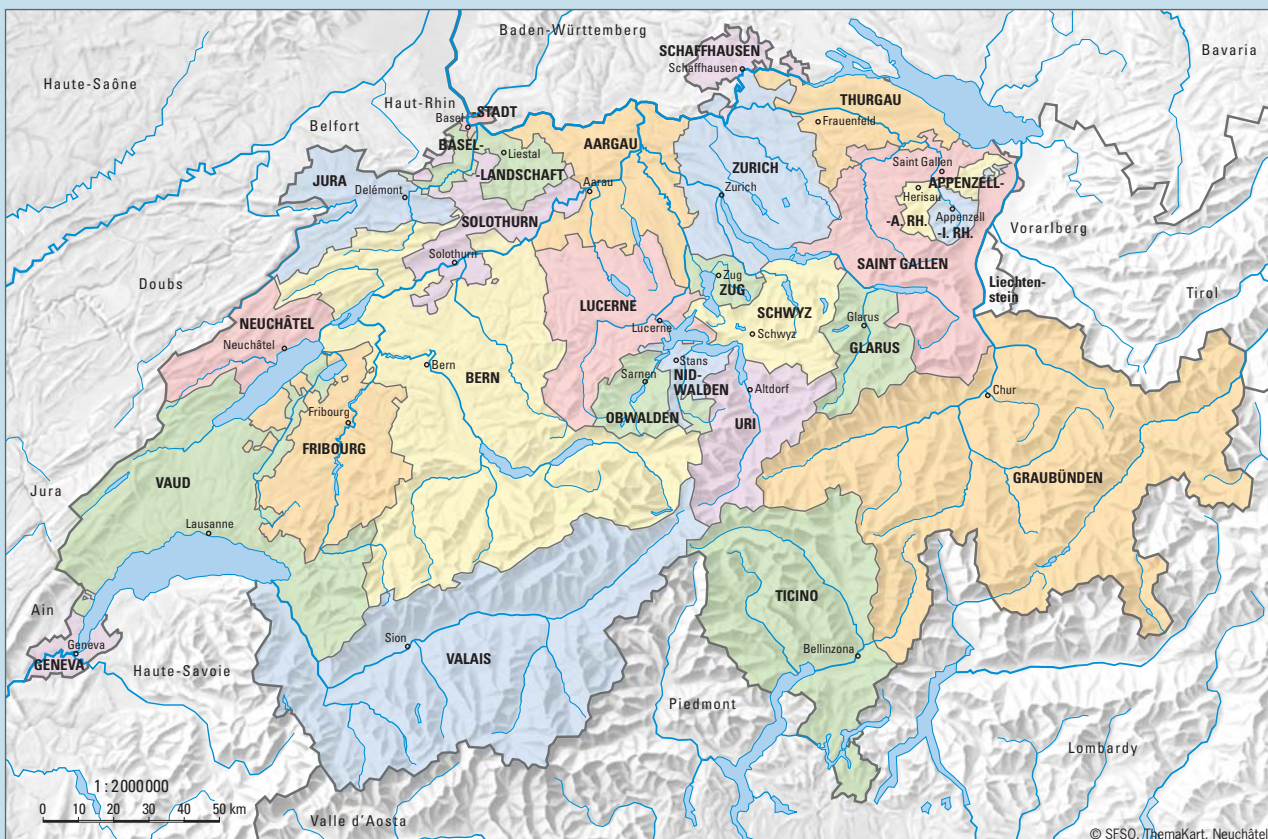 Baden-Württemberg
Bavaria
Haute-Saône
SCHAFFHAUSEN
Schaffhausen
Haut-Rhin
STADT
Basel
THURGAU
Frauenfeld
Belfort
BASEL-
Liestal
-LANDSCHAFT
AARGAU
Aarau
ZURICH
Zurich
Saint Gallen
APPENZELL-
Herisau
-A. RH.
Appenzell
-I. RH.
JURA
Delémont
SOLOTHURN
Solothurn
Vorarlberg
SAINT GALLEN
Liechten-
stein
Tirol
Doubs
Zug
ZUG
SCHWYZ
Schwyz
NEUCHÂTEL
Neuchâtel
LUCERNE
Lucerne
Glarus
GLARUS
Bern
BERN
Stans
NID-
WALDEN
Sarnen
OBWALDEN
Altdorf
URI
Chur
GRAUBÜNDEN
Fribourg
FRIBOURG
VAUD
Jura
Lausanne
TICINO
Bellinzona
Ain
Geneva
GENEVA
Haute-Savoie
Sion
VALAIS
Piedmont
Lombardy
Valle d'Aosta
1 : 2 000 000
0 10 20 30 40 50 km
© SFSO, ThemaKart, Neuchâtel